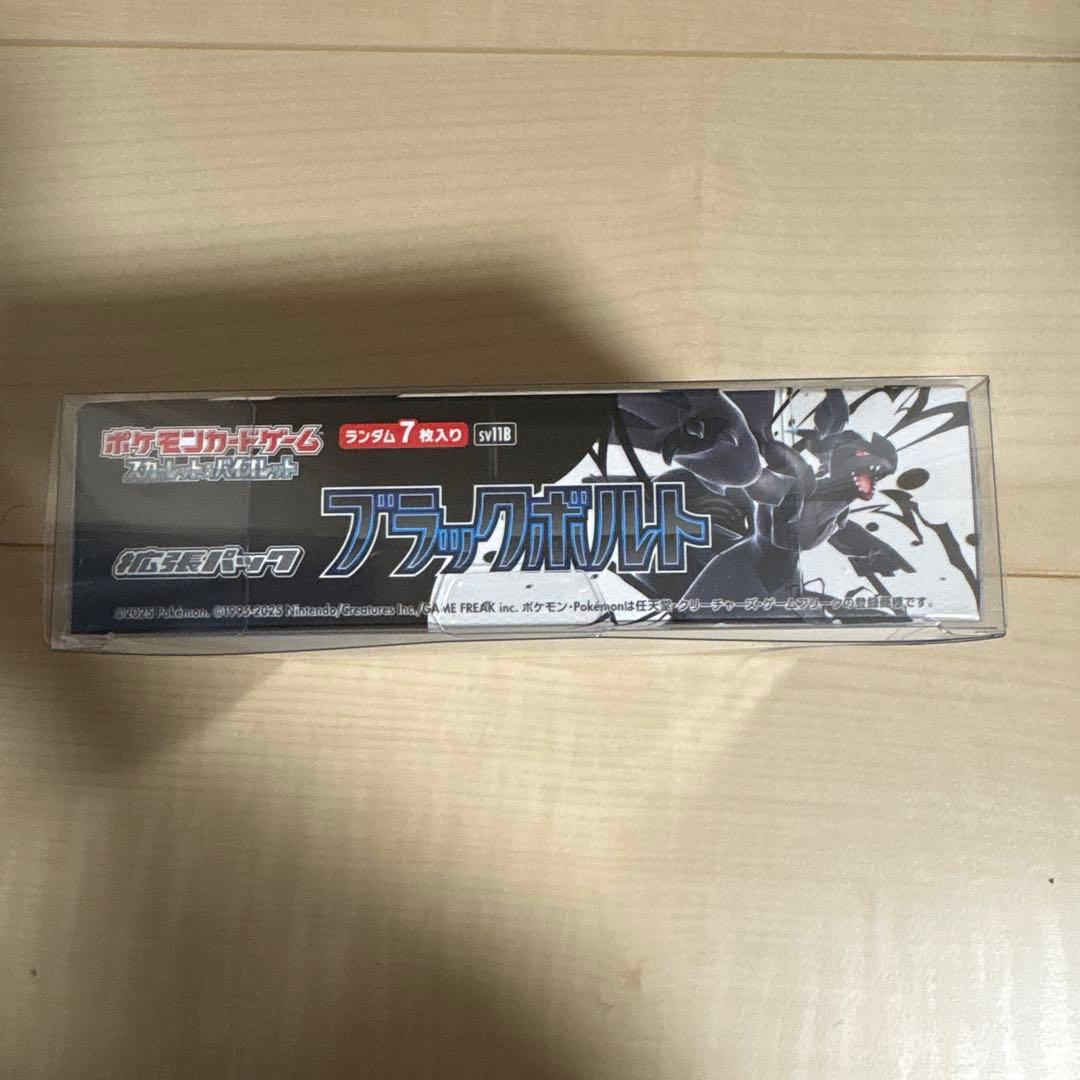 ポケモンカードゲーム
スカーレット&バイオレット
ランダム7枚入り
sv11B
拡張パック
ブラックボルト
©2025 Pokémon. ©1995-2025 Nintendo/Creatures Inc./GAME FREAK inc. ポケモン・Pokémonは任天堂・クリーチャーズ・ゲームフリークの登録商標です。